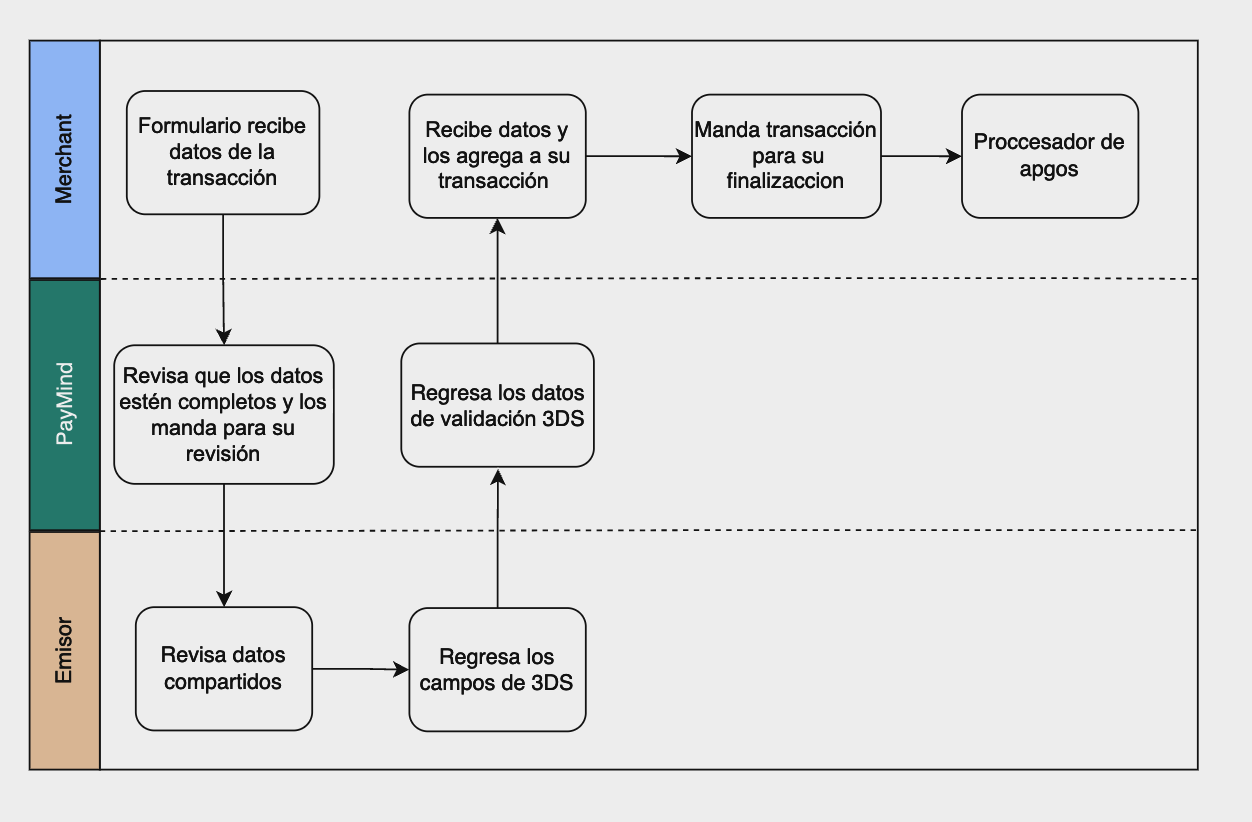 Merchant
Formulario recibe
datos de la
transacción
Recibe datos y
los agrega a su
transacción
Manda transacción
para su
finalizaccion
Proccesador de
apgos
PayMind
Revisa que los datos
estén completos y los
manda para su
revisión
Regresa los datos
de validación 3DS
Emisor
Revisa datos
compartidos
Regresa los
campos de 3DS